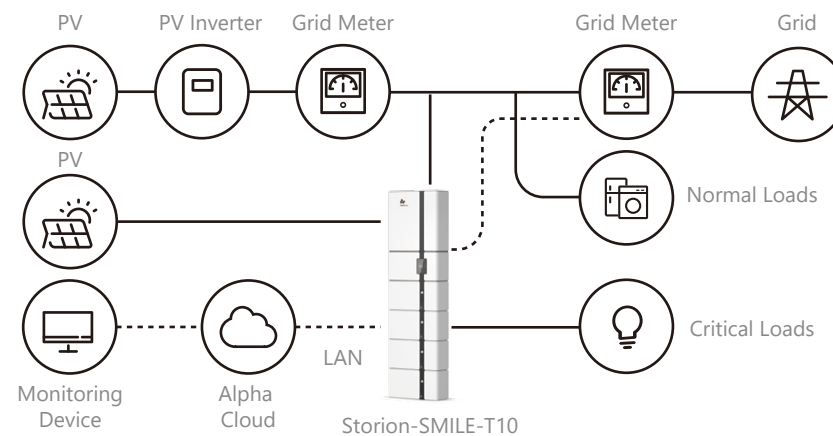 PV
PV Inverter
Grid Meter
Grid Meter
Grid
PV
Normal Loads
Critical Loads
LAN
Monitoring
Device
Alpha
Cloud
Storion-SMILE-T10